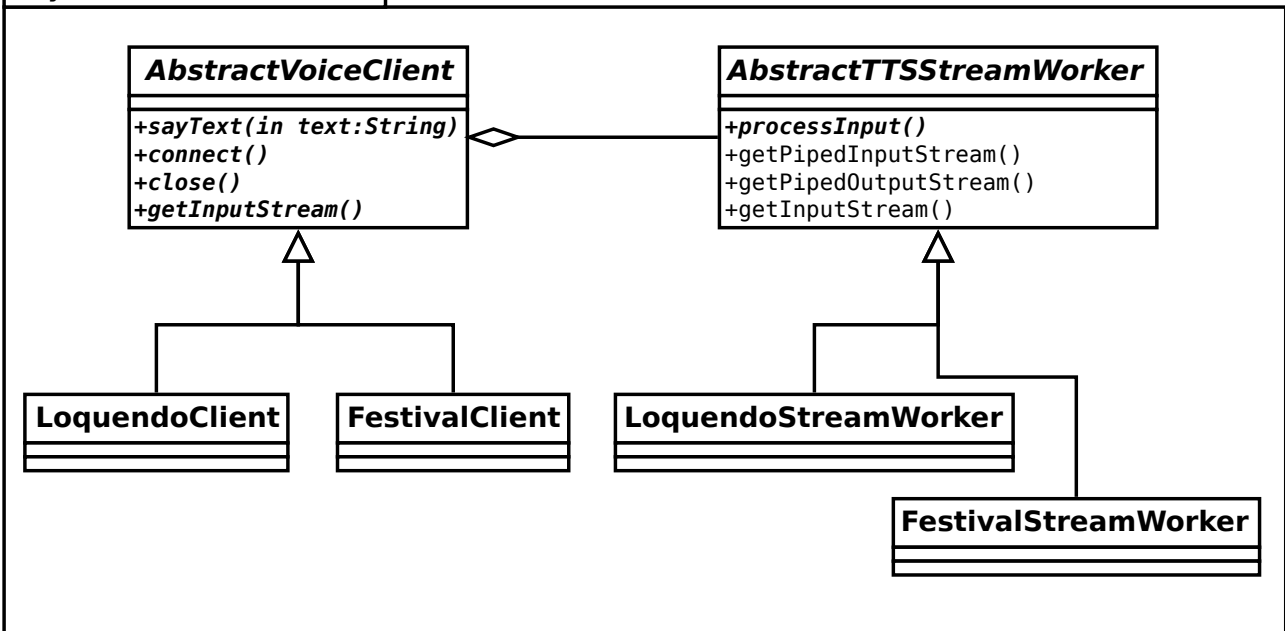 AbstractVoiceClient
+sayText(in text:String)
+connect()
+close()
+getInputStream()
AbstractTTSStreamWorker
+processInput()
+getPipedInputStream()
+getPipedOutputStream()
+getInputStream()
LoquendoClient
FestivalClient
LoquendoStreamWorker
FestivalStreamWorker